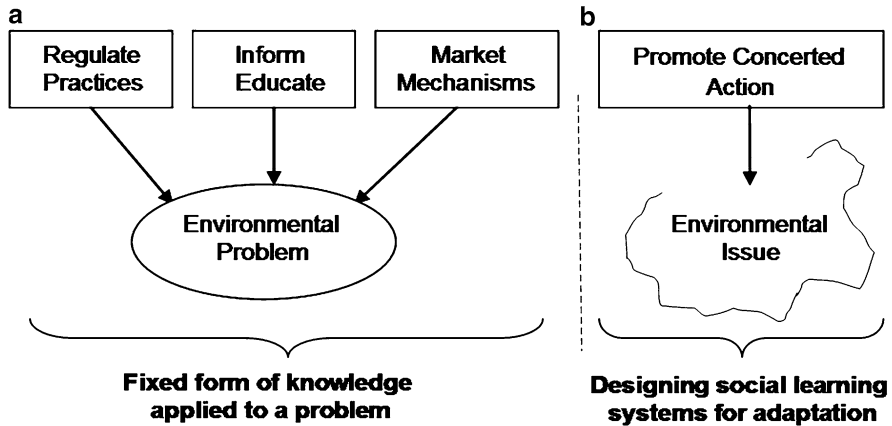 a
Regulate
Practices
Inform
Educate
Market
Mechanisms
Environmental
Problem
Fixed form of knowledge
applied to a problem
b
Promote Concerted
Action
Environmental
Issue
Designing social learning
systems for adaptation